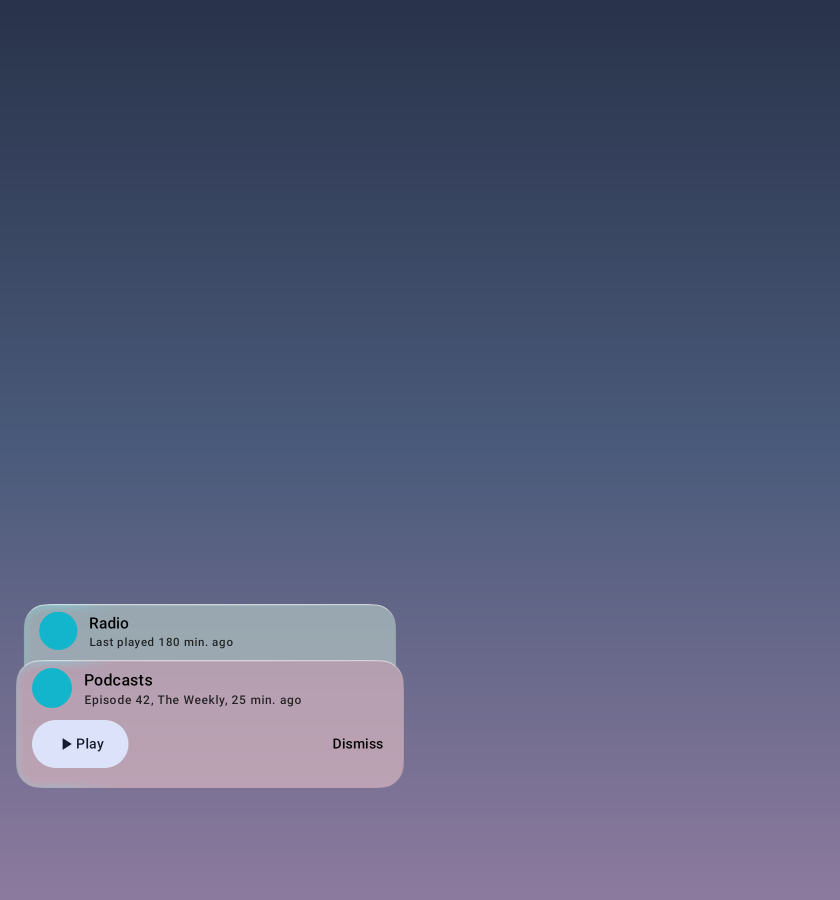 Radio
Last played 180 min. ago
Podcasts
Episode 42, The Weekly, 25 min. ago
Play
Dismiss